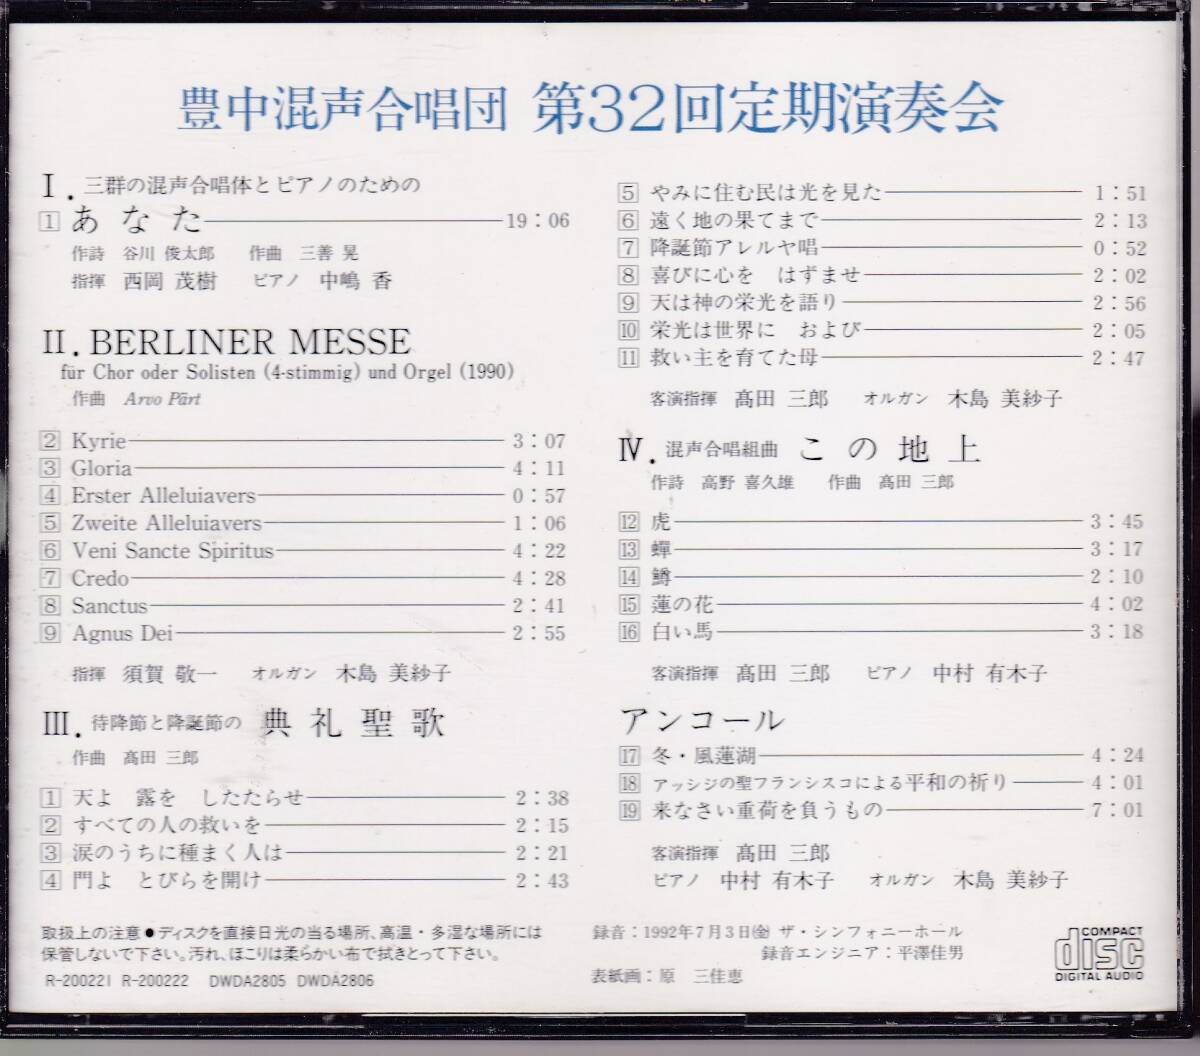 豊中混声合唱団 第32回定期演奏会
I. 三群の混声合唱体とピアノのための
1 あなた 19:06
作詩 谷川 俊太郎 作曲 三善 晃
指揮 西岡 茂樹 ピアノ 中嶋 香
II. BERLINER MESSE
für Chor oder Solisten (4-stimmig) und Orgel (1990)
作曲 Arvo Pärt
2 Kyrie 3:07
3 Gloria 4:11
4 Erster Alleluiavers 0:57
5 Zweite Alleluiavers 1:06
6 Veni Sancte Spiritus 4:22
7 Credo 4:28
8 Sanctus 2:41
9 Agnus Dei 2:55
指揮 須賀 敬一 オルガン 木島 美紗子
III. 待降節と降誕節の 典礼聖歌
作曲 髙田 三郎
1 天よ 露を したたらせ 2:38
2 すべての人の救いを 2:15
3 涙のうちに種まく人は 2:21
4 門よ とびらを開け 2:43
5 やみに住む民は光を見た 1:51
6 遠く地の果てまで 2:13
7 降誕節アレルヤ唱 0:52
8 喜びに心を はずませ 2:02
9 天は神の栄光を語り 2:56
10 栄光は世界に および 2:05
11 救い主を育てた母 2:47
客演指揮 髙田 三郎 オルガン 木島 美紗子
IV. 混声合唱組曲 この地上
作詩 高野 喜久雄 作曲 髙田 三郎
12 虎 3:45
13 蟬 3:17
14 鱒 2:10
15 蓮の花 4:02
16 白い馬 3:18
客演指揮 髙田 三郎 ピアノ 中村 有木子
アンコール
17 冬・風蓮湖 4:24
18 アッシジの聖フランシスコによる平和の祈り 4:01
19 来なさい重荷を負うもの 7:01
客演指揮 髙田 三郎
ピアノ 中村 有木子 オルガン 木島 美紗子
取扱上の注意●ディスクを直接日光の当る場所、高温・多湿な場所には
保管しないで下さい。汚れ、ほこりは柔らかい布で拭きとって下さい。
R-200221 R-200222 DWDA2805 DWDA2806
録音:1992年7月3日㈮ ザ・シンフォニーホール
録音エンジニア:平澤佳男
表紙画:原 三佳恵
COMPACT
disc
DIGITAL AUDIO